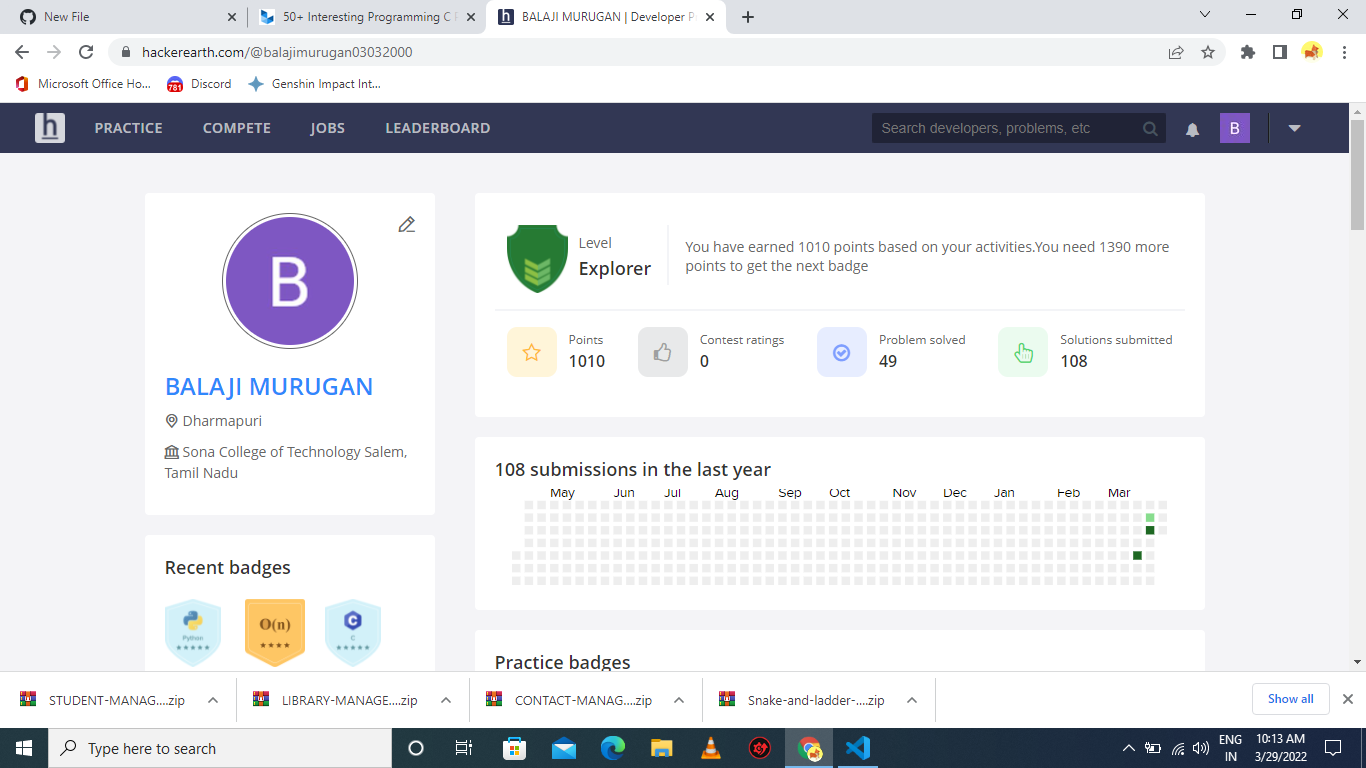 New File
50+ Interesting Programming C P
BALAJI MURUGAN | Developer P
hackerearth.com/@balajimurugan03032000
Microsoft Office Ho...
781
Discord
Genshin Impact Int...
h
PRACTICE
COMPETE
JOBS
LEADERBOARD
Search developers, problems, etc
B
B
BALAJI MURUGAN
Dharmapuri
Sona College of Technology Salem,
Tamil Nadu
Recent badges
Python
O(n)
C
C
Level
Explorer
You have earned 1010 points based on your activities.You need 1390 more
points to get the next badge
Points
1010
Contest ratings
0
Problem solved
49
Solutions submitted
108
108 submissions in the last year
May Jun Jul Aug Sep Oct Nov Dec Jan Feb Mar
Practice badges
STUDENT-MANAG....zip
LIBRARY-MANAGE....zip
CONTACT-MANAG....zip
Snake-and-ladder-....zip
Show all
Type here to search
ENG
IN
10:13 AM
3/29/2022